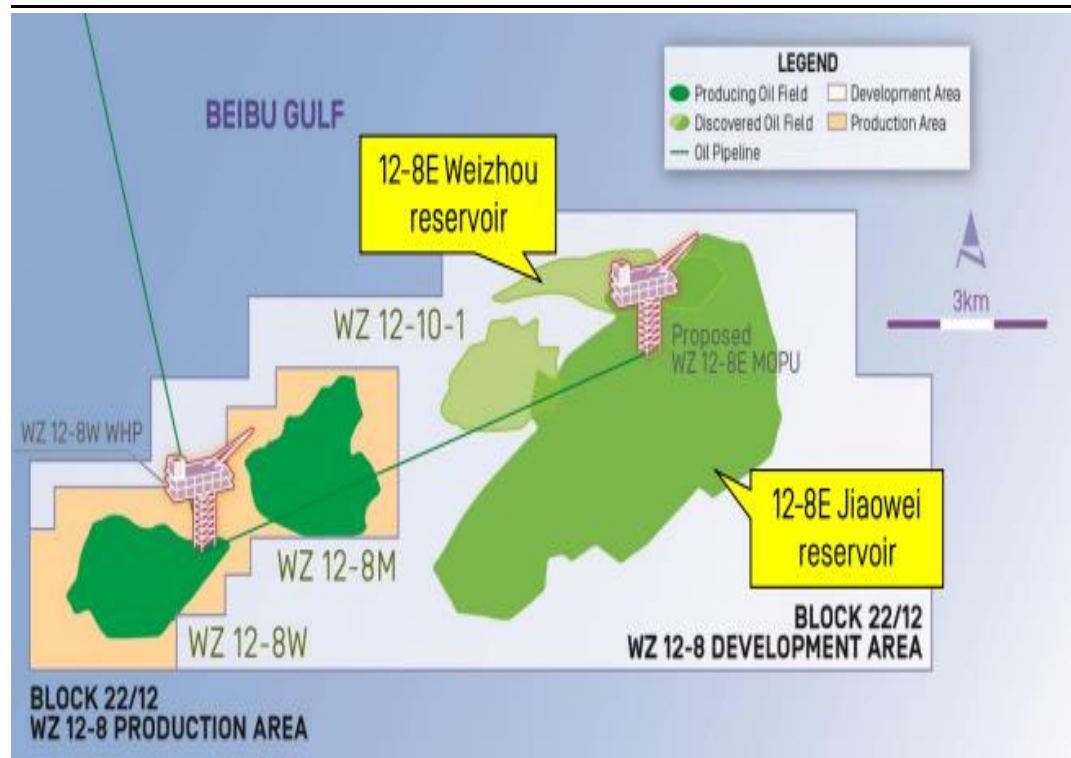 BEIBU GULF
LEGEND
Producing Oil Field
Development Area
Discovered Oil Field
Production Area
Oil Pipeline
12-8E Weizhou
reservoir
3km
WZ 12-10-1
Proposed
WZ 12-8E MOPU
WZ 12-8W WHP
12-8E Jiaowei
reservoir
WZ 12-8M
WZ 12-8W
BLOCK 22/12
WZ 12-8 DEVELOPMENT AREA
BLOCK 22/12
WZ 12-8 PRODUCTION AREA